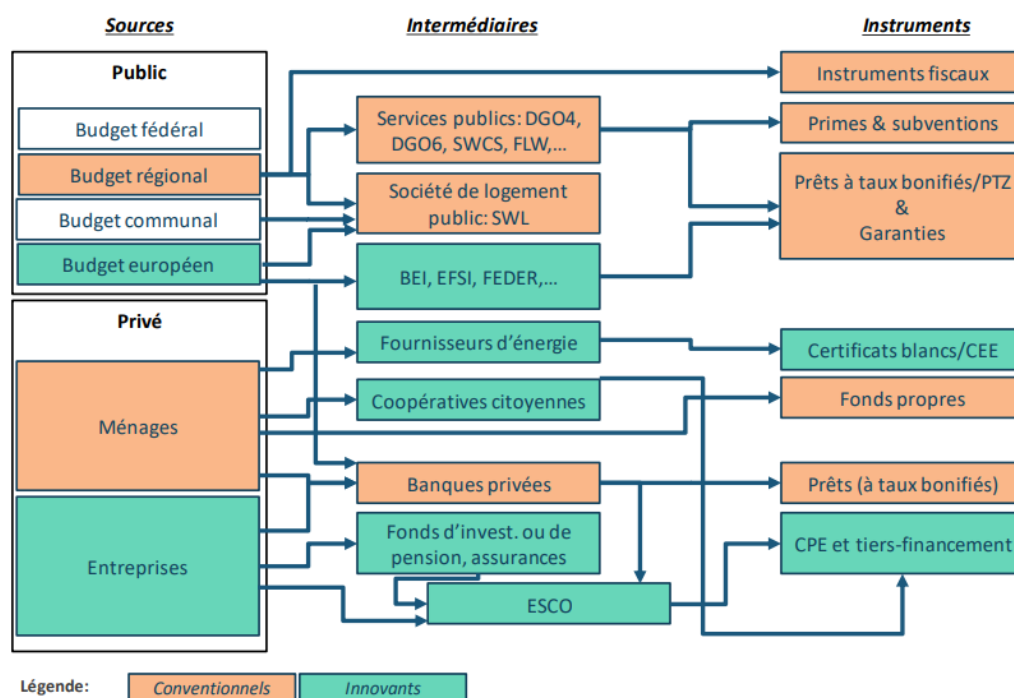 Sources
Intermédiaires
Instruments
Public
Budget fédéral
Budget régional
Budget communal
Budget européen
Privé
Ménages
Entreprises
Services publics: DGO4,
DGO6, SWCS, FLW,...
Société de logement
public: SWL
BEI, EFSI, FEDER,...
Fournisseurs d'énergie
Coopératives citoyennes
Banques privées
Fonds d'invest. ou de
pension, assurances
ESCO
Instruments fiscaux
Primes & subventions
Prêts à taux bonifiés/PTZ
&
Garanties
Certificats blancs/CEE
Fonds propres
Prêts (à taux bonifiés)
CPE et tiers-financement
Légende:
Conventionnels
Innovants